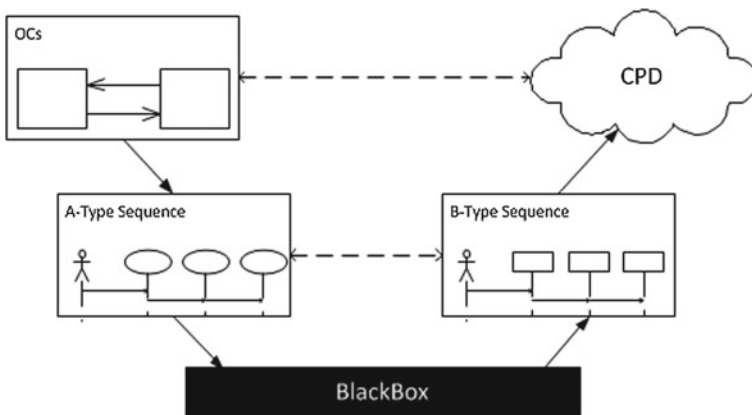 OCs
CPD
A-Type Sequence
B-Type Sequence
BlackBox